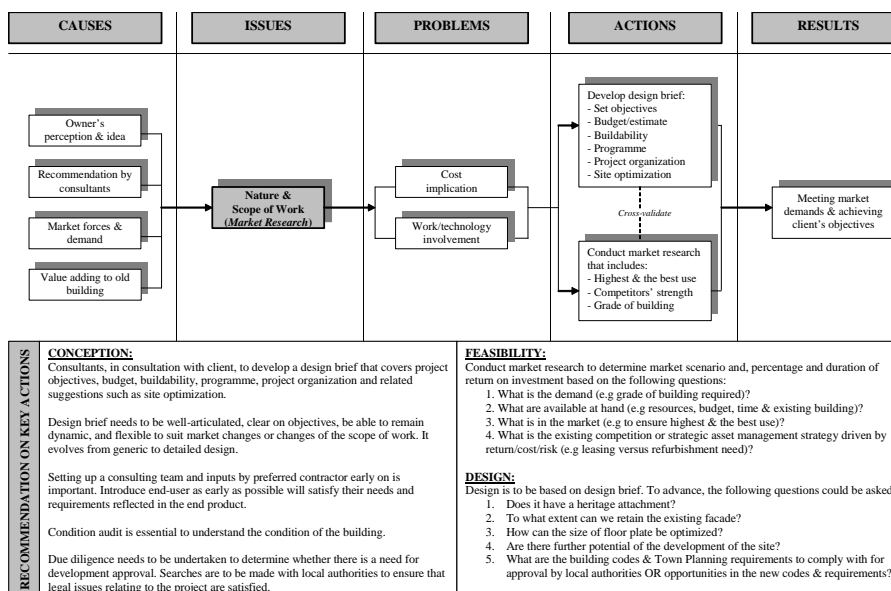 CAUSES
ISSUES
PROBLEMS
ACTIONS
RESULTS
Owner's
perception & idea
Recommendation by
consultants
Market forces &
demand
Value adding to old
building
Nature &
Scope of Work
(Market Research)
Cost
implication
Work/technology
involvement
Develop design brief:
- Set objectives
- Budget/estimate
- Buildability
- Programme
- Project organization
- Site optimization
Cross-validate
Conduct market research
that includes:
- Highest & the best use
- Competitors' strength
- Grade of building
Meeting market
demands & achieving
client's objectives
RECOMMENDATION ON KEY ACTIONS
CONCEPTION:
Consultants, in consultation with client, to develop a design brief that covers project
objectives, budget, buildability, programme, project organization and related
suggestions such as site optimization.
Design brief needs to be well-articulated, clear on objectives, be able to remain
dynamic, and flexible to suit market changes or changes of the scope of work. It
evolves from generic to detailed design.
Setting up a consulting team and inputs by preferred contractor early on is
important. Introduce end-user as early as possible will satisfy their needs and
requirements reflected in the end product.
Condition audit is essential to understand the condition of the building.
Due diligence needs to be undertaken to determine whether there is a need for
development approval. Searches are to be made with local authorities to ensure that
legal issues relating to the project are satisfied.
FEASIBILITY:
Conduct market research to determine market scenario and, percentage and duration of
return on investment based on the following questions:
1. What is the demand (e.g grade of building required)?
2. What are available at hand (e.g resources, budget, time & existing building)?
3. What is in the market (e.g to ensure highest & the best use)?
4. What is the existing competition or strategic asset management strategy driven by
return/cost/risk (e.g leasing versus refurbishment need)?
DESIGN:
Design is to be based on design brief. To advance, the following questions could be asked
1. Does it have a heritage attachment?
2. To what extent can we retain the existing facade?
3. How can the size of floor plate be optimized?
4. Are there further potential of the development of the site?
5. What are the building codes & Town Planning requirements to comply with for
approval by local authorities OR opportunities in the new codes & requirements?